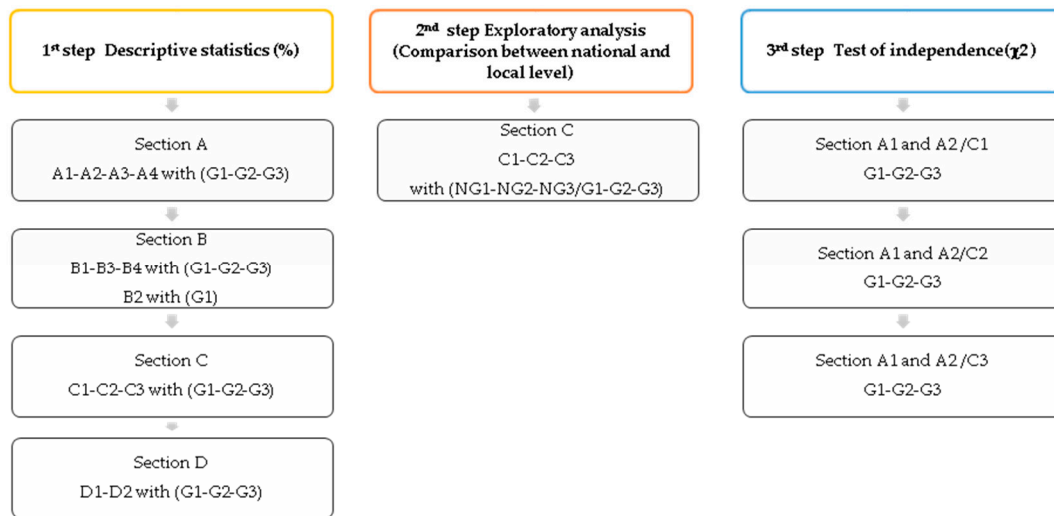 1st step Descriptive statistics (%)
Section A
A1-A2-A3-A4 with (G1-G2-G3)
Section B
B1-B3-B4 with (G1-G2-G3)
B2 with (G1)
Section C
C1-C2-C3 with (G1-G2-G3)
Section D
D1-D2 with (G1-G2-G3)
2nd step Exploratory analysis
(Comparison between national and
local level)
Section C
C1-C2-C3
with (NG1-NG2-NG3/G1-G2-G3)
3rd step Test of independence(χ2)
Section A1 and A2 /C1
G1-G2-G3
Section A1 and A2/C2
G1-G2-G3
Section A1 and A2 /C3
G1-G2-G3